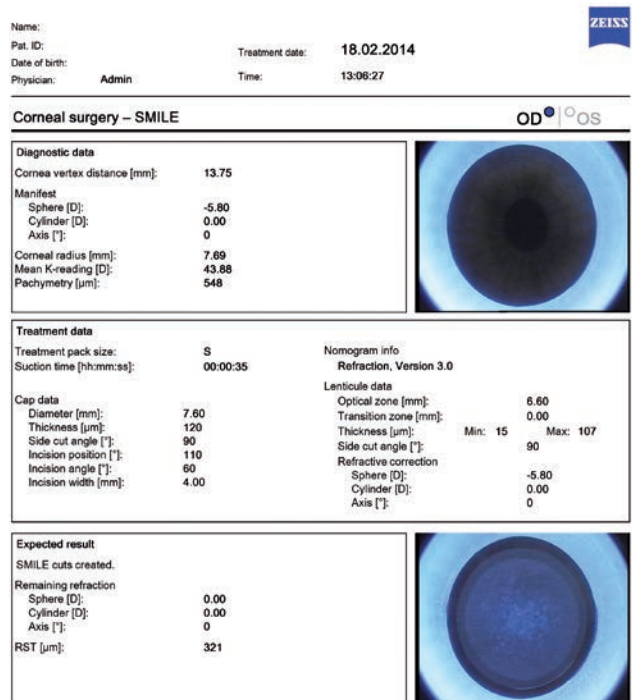 ZEISS
Name:
Pat. ID:
Date of birth:
Physician: Admin
Treatment date: 18.02.2014
Time: 13:06:27
Corneal surgery – SMILE
OD OS
Diagnostic data
Cornea vertex distance [mm]: 13.75
Manifest
Sphere [D]: -5.80
Cylinder [D]: 0.00
Axis [°]: 0
Corneal radius [mm]: 7.69
Mean K-reading [D]: 43.88
Pachymetry [µm]: 548
Treatment data
Treatment pack size: S
Suction time [hh:mm:ss]: 00:00:35
Cap data
Diameter [mm]: 7.60
Thickness [µm]: 120
Side cut angle [°]: 90
Incision position [°]: 110
Incision angle [°]: 60
Incision width [mm]: 4.00
Nomogram info
Refraction, Version 3.0
Lenticule data
Optical zone [mm]: 6.60
Transition zone [mm]: 0.00
Thickness [µm]: Min: 15 Max: 107
Side cut angle [°]: 90
Refractive correction
Sphere [D]: -5.80
Cylinder [D]: 0.00
Axis [°]: 0
Expected result
SMILE cuts created.
Remaining refraction
Sphere [D]: 0.00
Cylinder [D]: 0.00
Axis [°]: 0
RST [µm]: 321